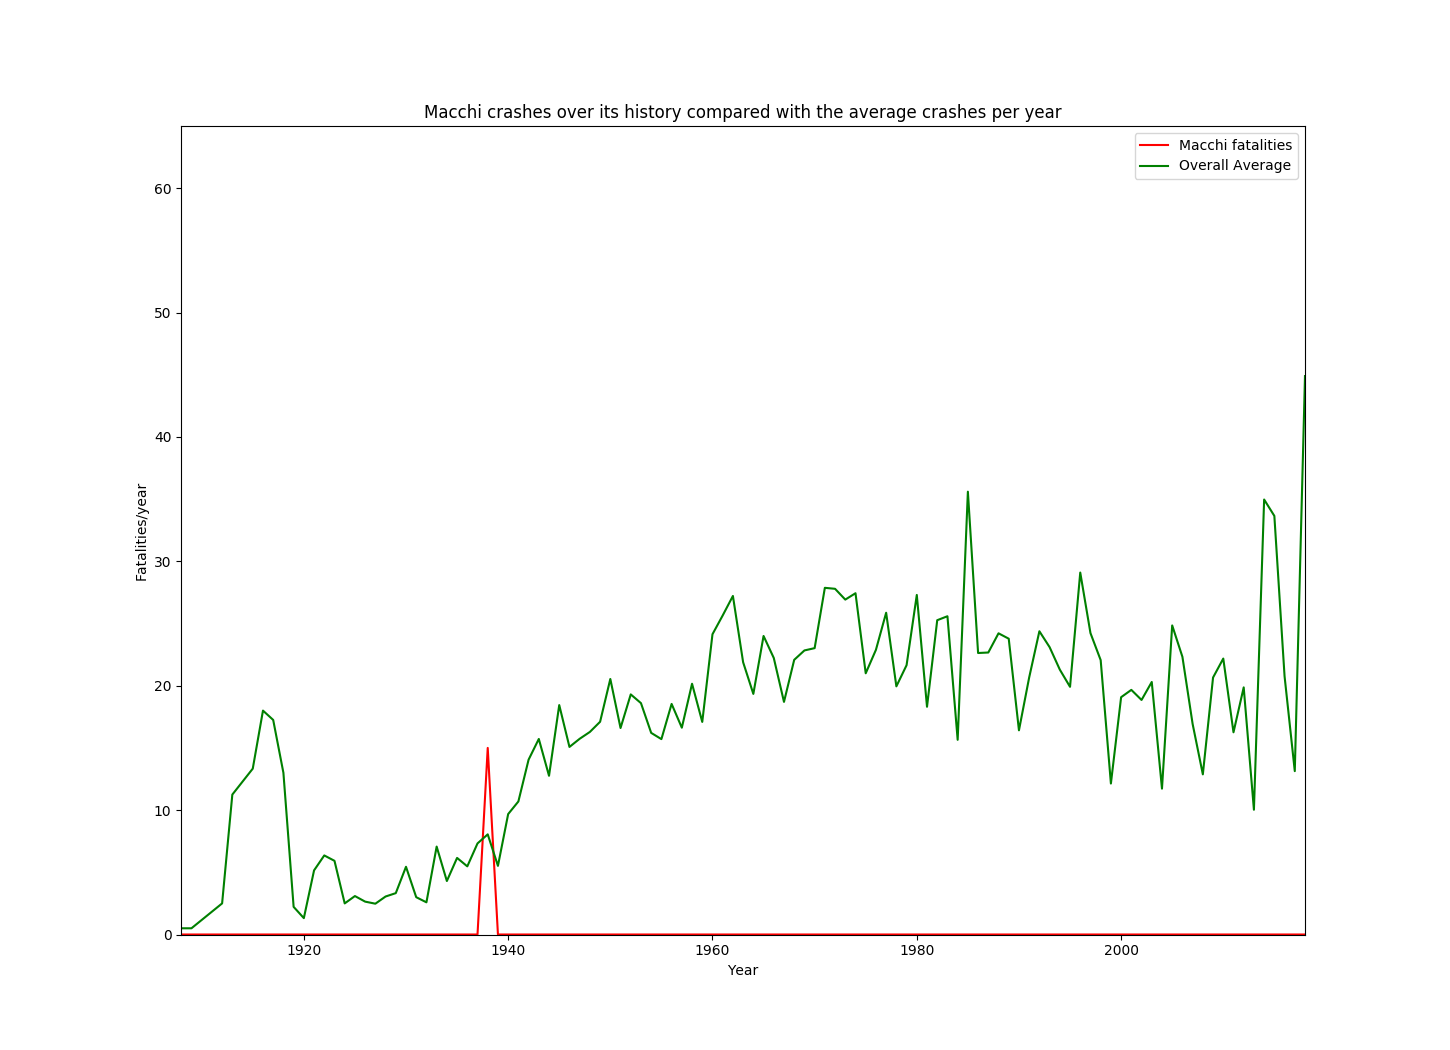 Macchi crashes over its history compared with the average crashes per year
Macchi fatalities
Overall Average
60
50
40
30
20
10
0
Fatalities/year
1920 1940 1960 1980 2000
Year